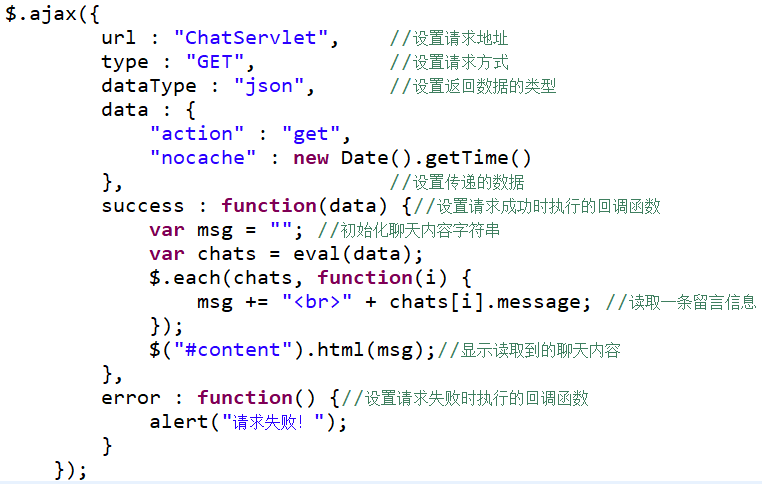 $.ajax({
url : "ChatServlet", //设置请求地址
type : "GET", //设置请求方式
dataType : "json", //设置返回数据的类型
data : {
"action" : "get",
"nocache" : new Date().getTime()
}, //设置传递的数据
success : function(data) {//设置请求成功时执行的回调函数
var msg = ""; //初始化聊天内容字符串
var chats = eval(data);
$.each(chats, function(i) {
msg += "<br>" + chats[i].message; //读取一条留言信息
});
$("#content").html(msg);//显示读取到的聊天内容
},
error : function() {//设置请求失败时执行的回调函数
alert("请求失败！");
}
});